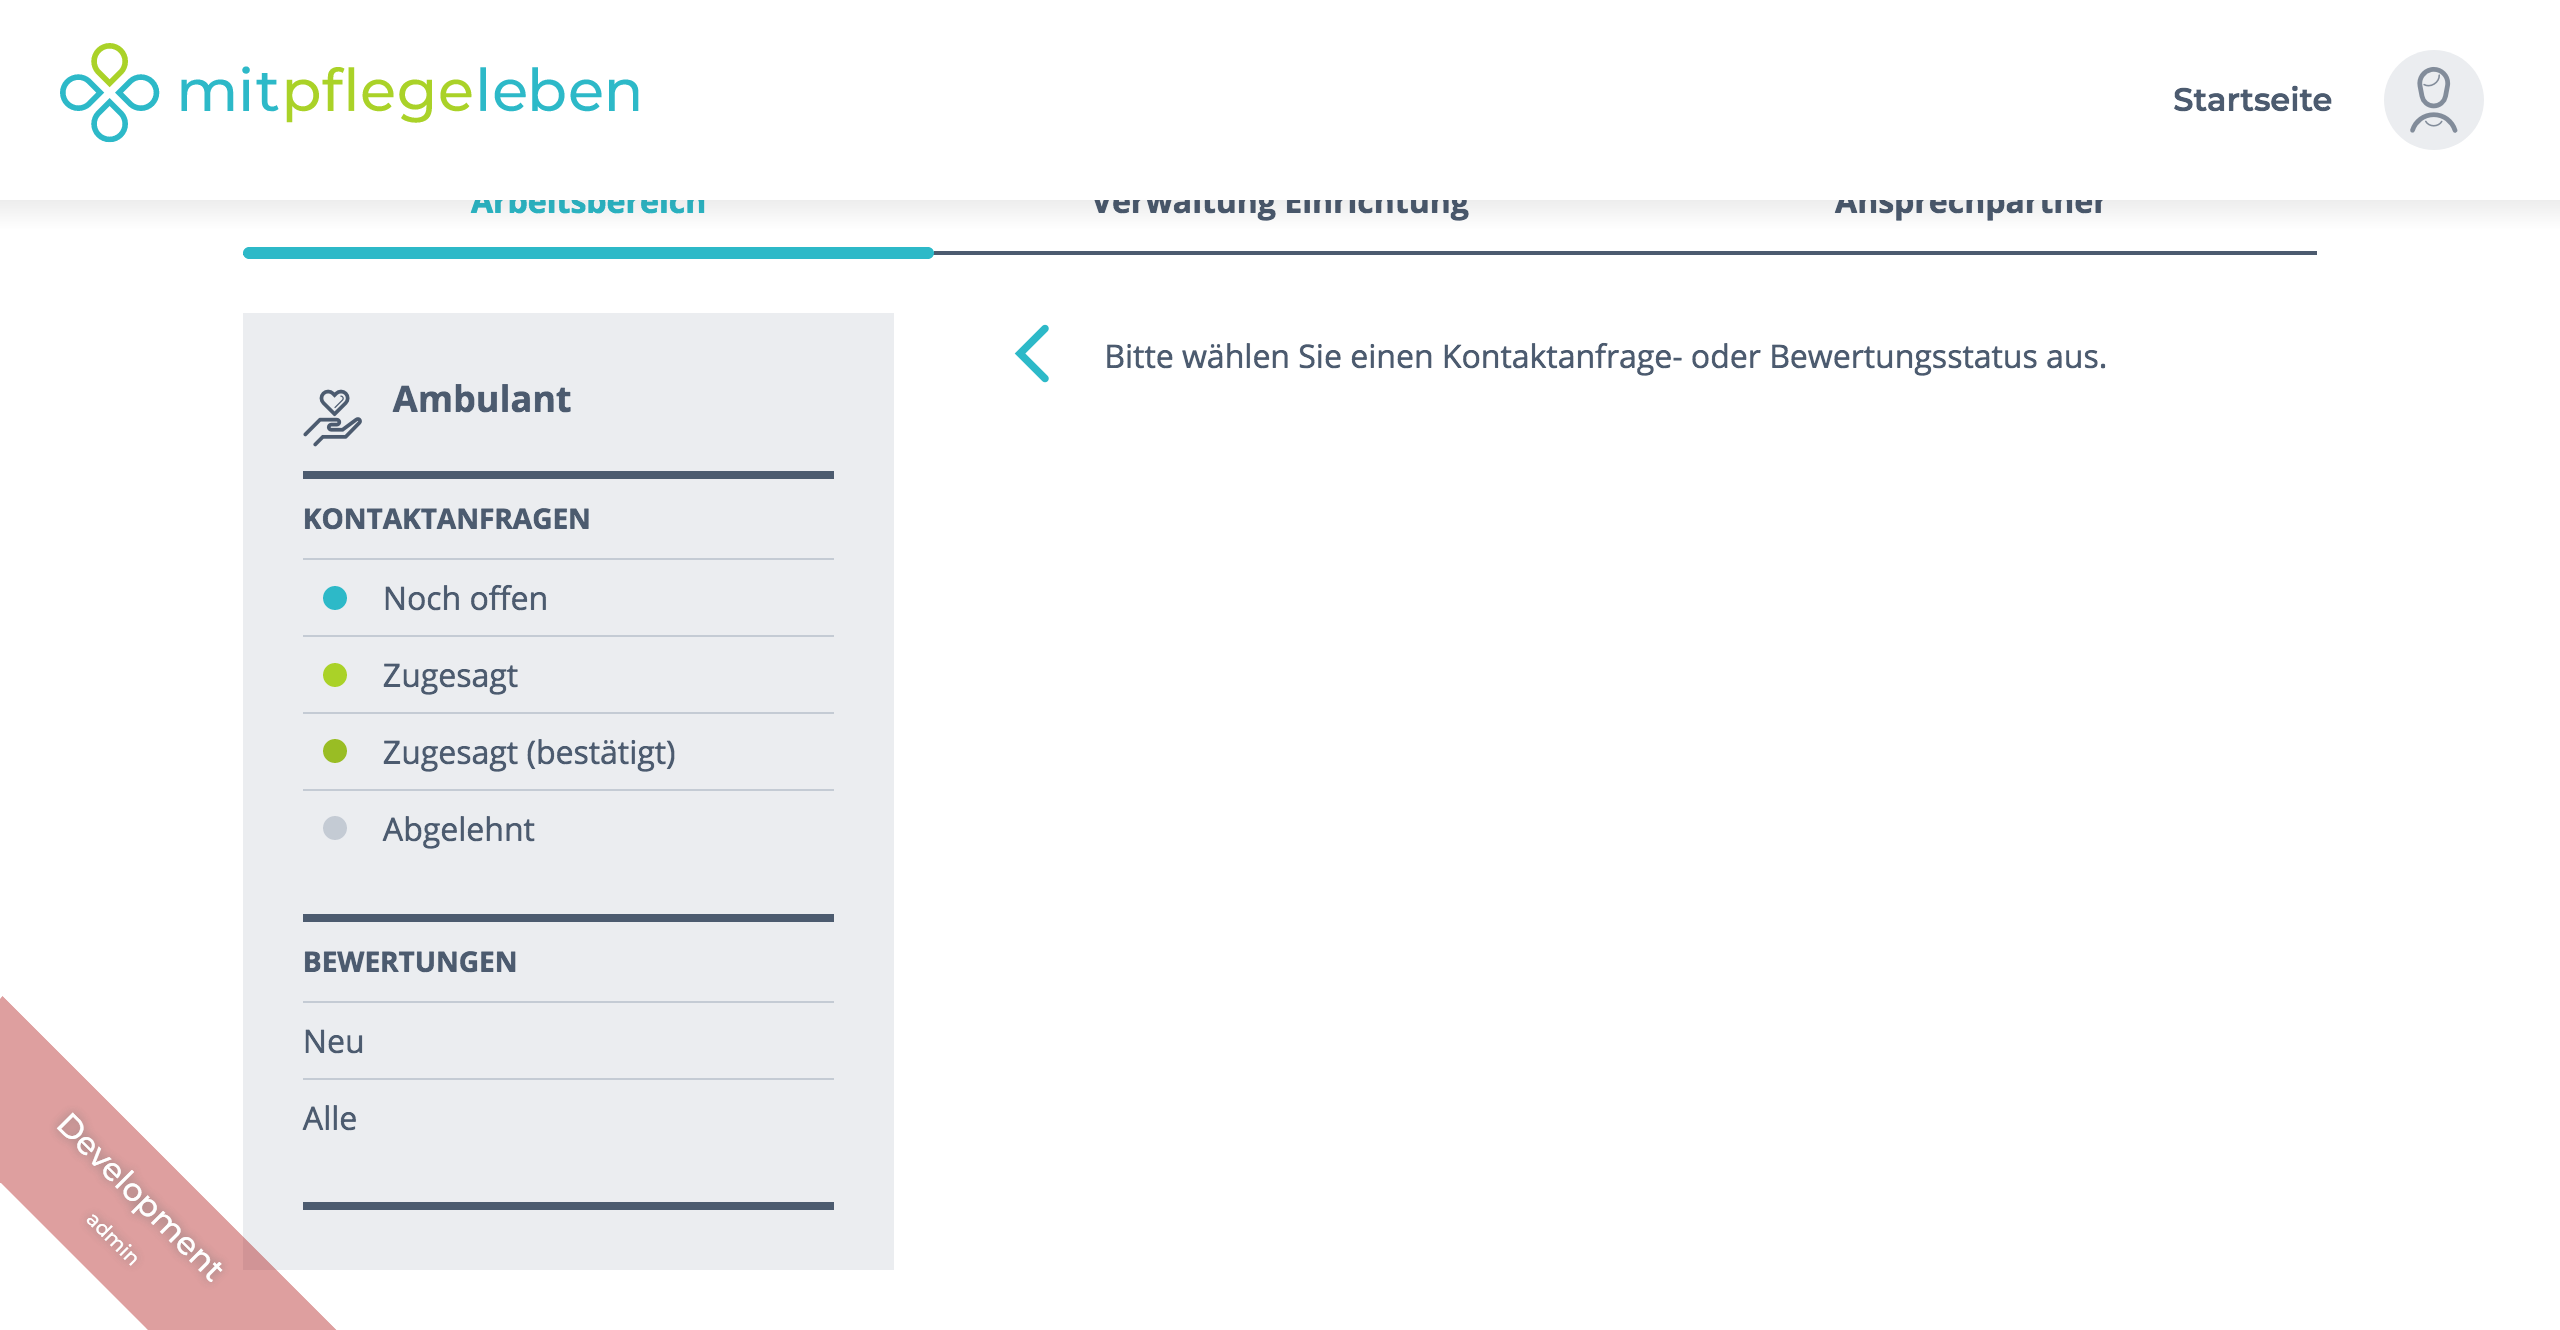 mitpflegeleben
Startseite
Arbeitsbereich
Verwaltung Einrichtung
Ansprechpartner
Ambulant
Bitte wählen Sie einen Kontaktanfrage- oder Bewertungsstatus aus.
KONTAKTANFRAGEN
Noch offen
Zugesagt
Zugesagt (bestätigt)
Abgelehnt
BEWERTUNGEN
Neu
Alle
Development
admin